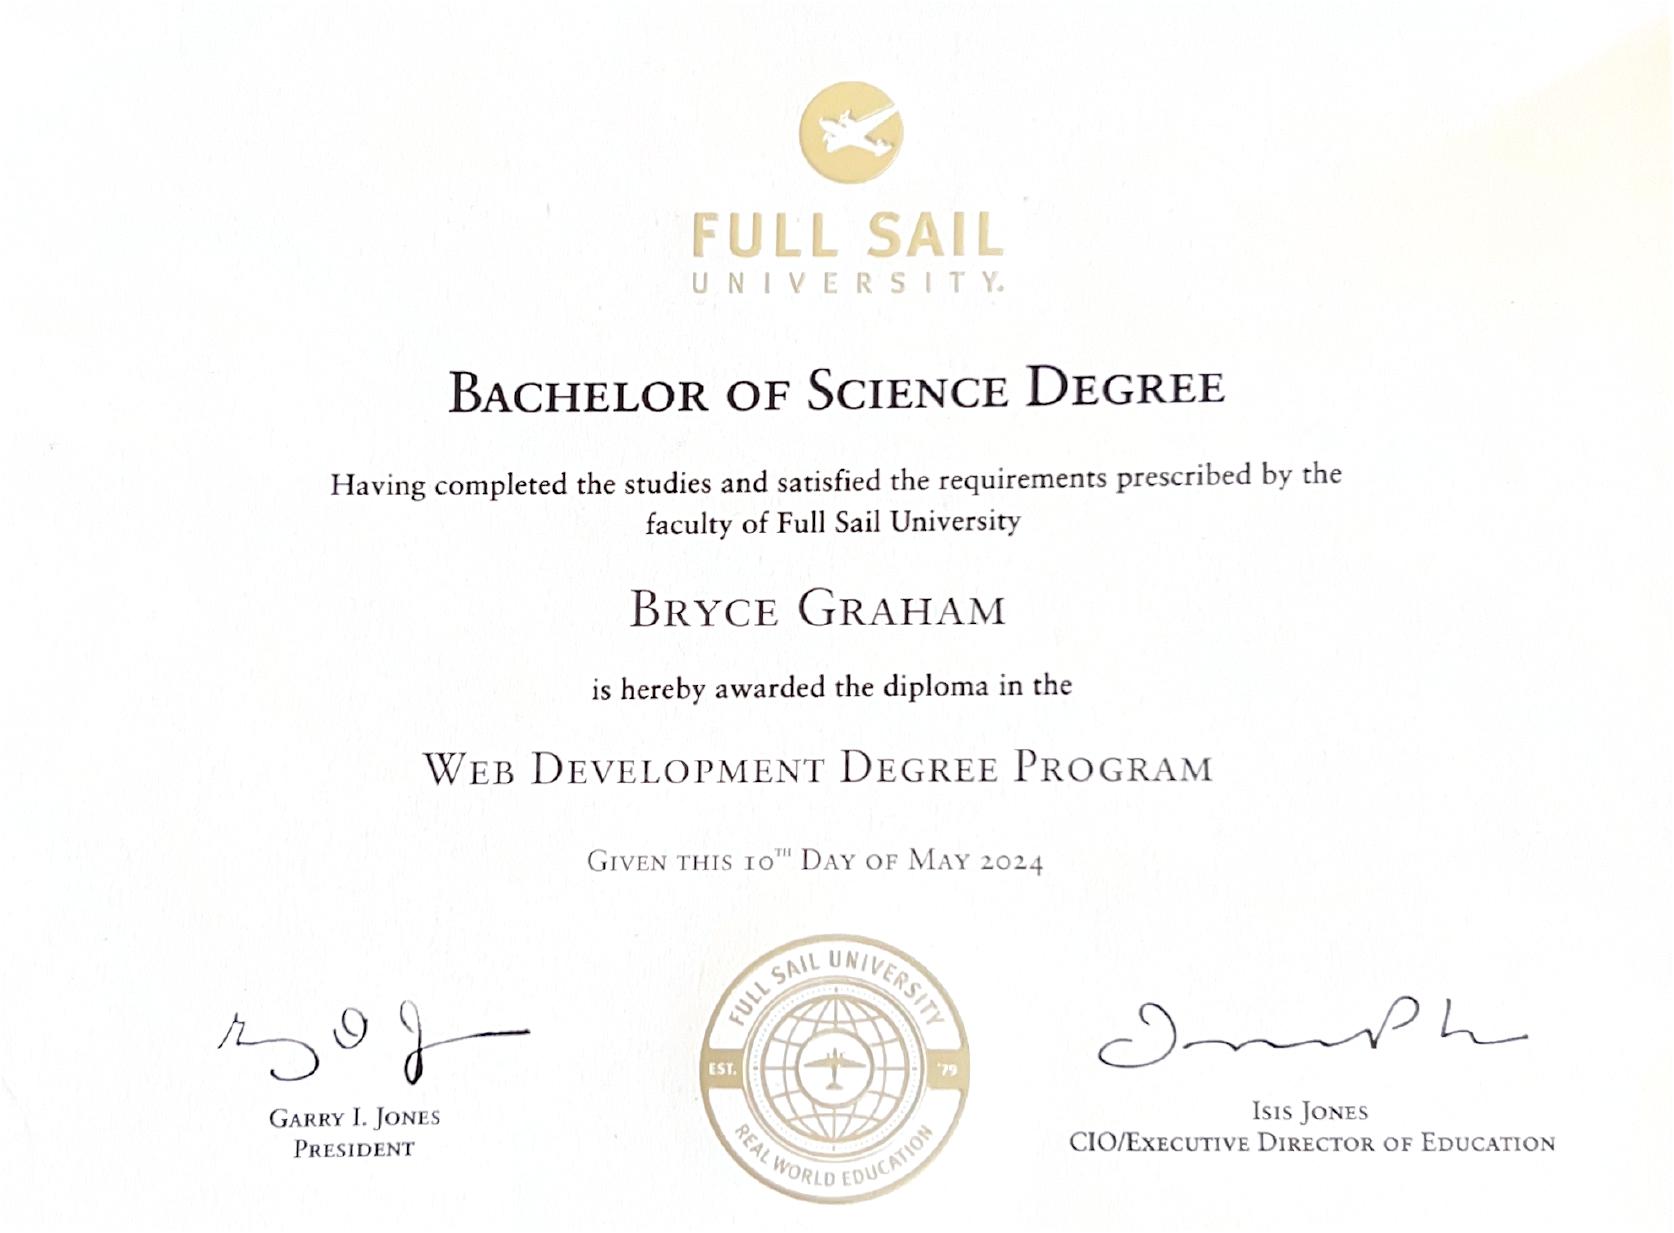 FULL SAIL
UNIVERSITY.
BACHELOR OF SCIENCE DEGREE
Having completed the studies and satisfied the requirements prescribed by the
faculty of Full Sail University
BRYCE GRAHAM
is hereby awarded the diploma in the
WEB DEVELOPMENT DEGREE PROGRAM
GIVEN THIS 10TH DAY OF MAY 2024
FULL SAIL UNIVERSITY
EST. '79
REAL WORLD EDUCATION
GARRY I. JONES
PRESIDENT
ISIS JONES
CIO/EXECUTIVE DIRECTOR OF EDUCATION